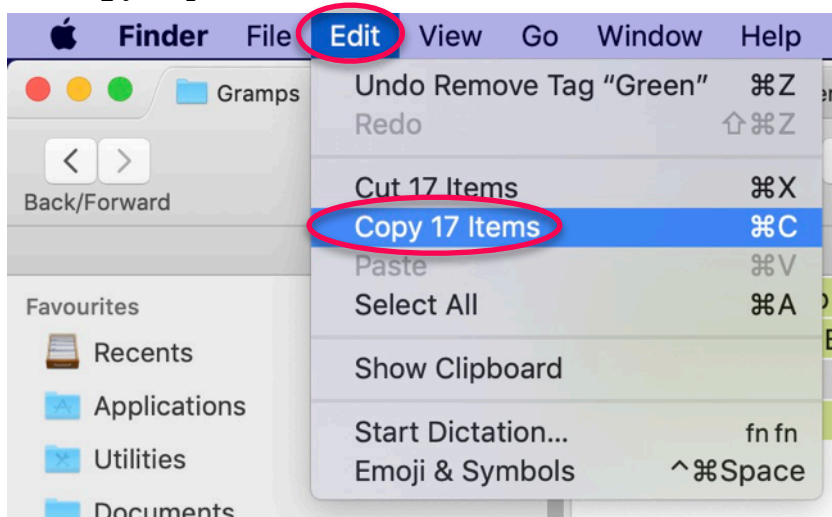 Finder File Edit View Go Window Help
Gramps
Undo Remove Tag “Green” ⌘Z
Redo ⇧⌘Z
Back/Forward
Cut 17 Items ⌘X
Copy 17 Items ⌘C
Paste ⌘V
Select All ⌘A
Show Clipboard
Start Dictation... fn fn
Emoji & Symbols ^⌘Space
Favourites
Recents
Applications
Utilities
Documents